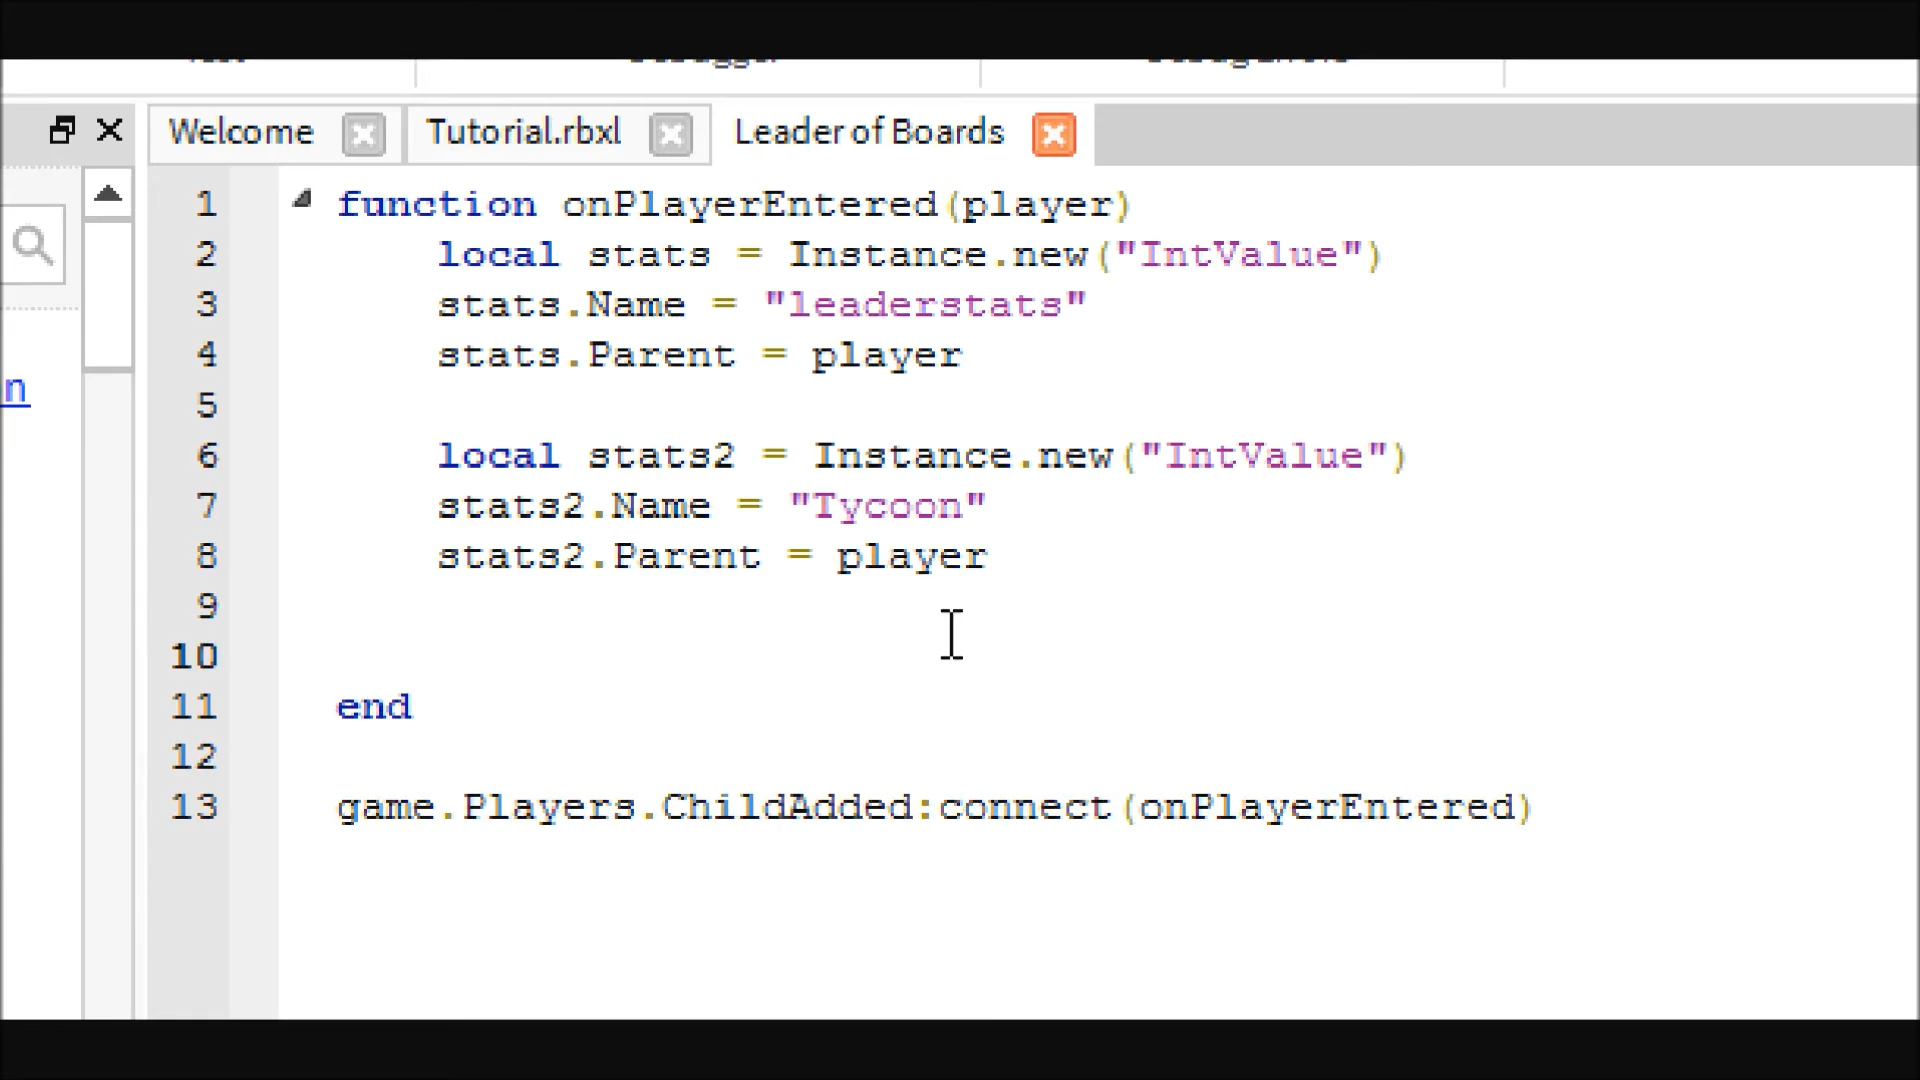 Welcome Tutorial.rbxl Leader of Boards
1 function onPlayerEntered(player)
2 local stats = Instance.new("IntValue")
3 stats.Name = "leaderstats"
4 stats.Parent = player
n
5
6 local stats2 = Instance.new("IntValue")
7 stats2.Name = "Tycoon"
8 stats2.Parent = player
9
10
11 end
12
13 game.Players.ChildAdded:connect(onPlayerEntered)